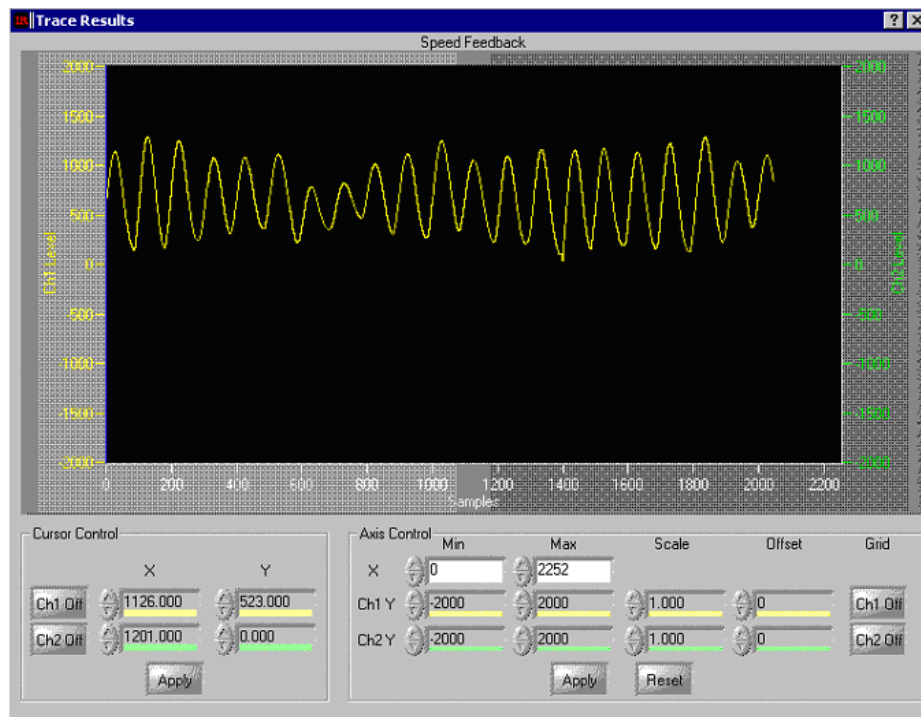 IR Trace Results
Speed Feedback
2000
1500
1000
500
0
-500
-1000
-1500
-2000
Ch1 Level
2000
1500
1000
500
0
-500
-1000
-1500
-2000
Ch2 Level
0 200 400 600 800 1000 1200 1400 1600 1800 2000 2200
Samples
Cursor Control
X Y
Ch1 Off 1126.000 523.000
Ch2 Off 1201.000 0.000
Apply
Axis Control
Min Max Scale Offset Grid
X 0 2252
Ch1 Y -2000 2000 1.000 0 Ch1 Off
Ch2 Y -2000 2000 1.000 0 Ch2 Off
Apply Reset